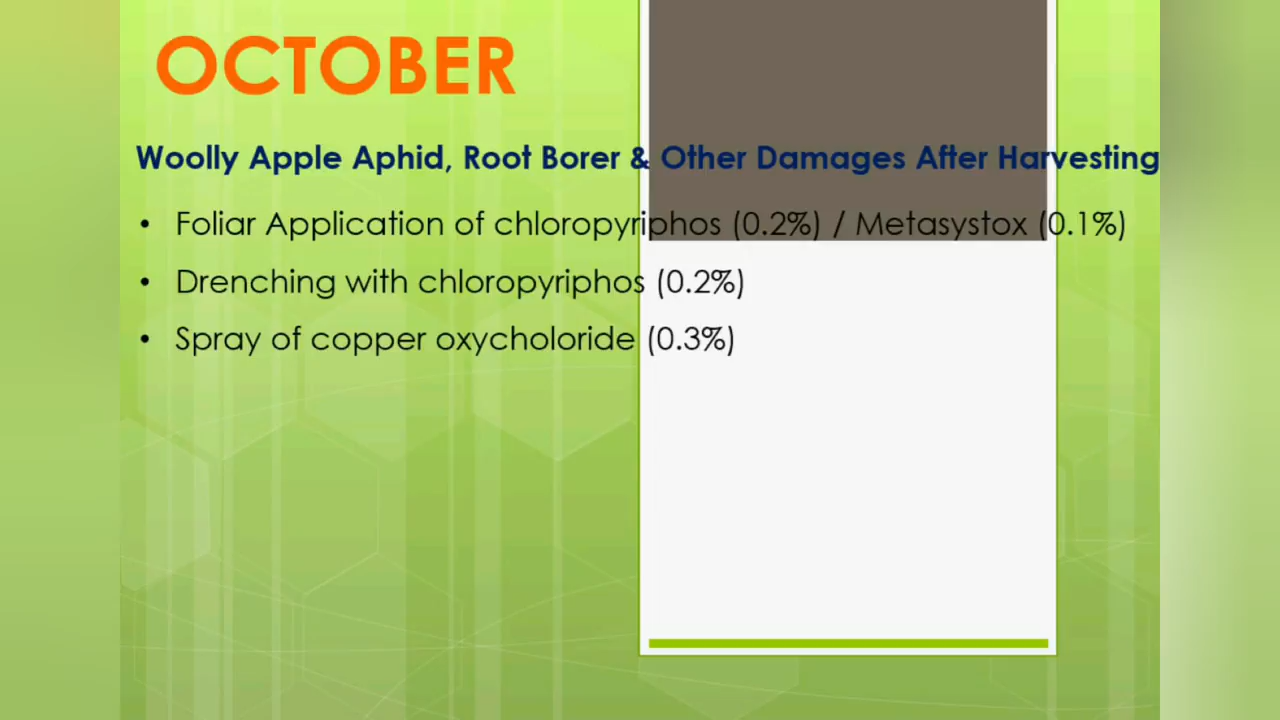 OCTOBER
Woolly Apple Aphid, Root Borer & Other Damages After Harvesting
• Foliar Application of chloropyriphos (0.2%) / Metasystox (0.1%)
• Drenching with chloropyriphos (0.2%)
• Spray of copper oxycholoride (0.3%)